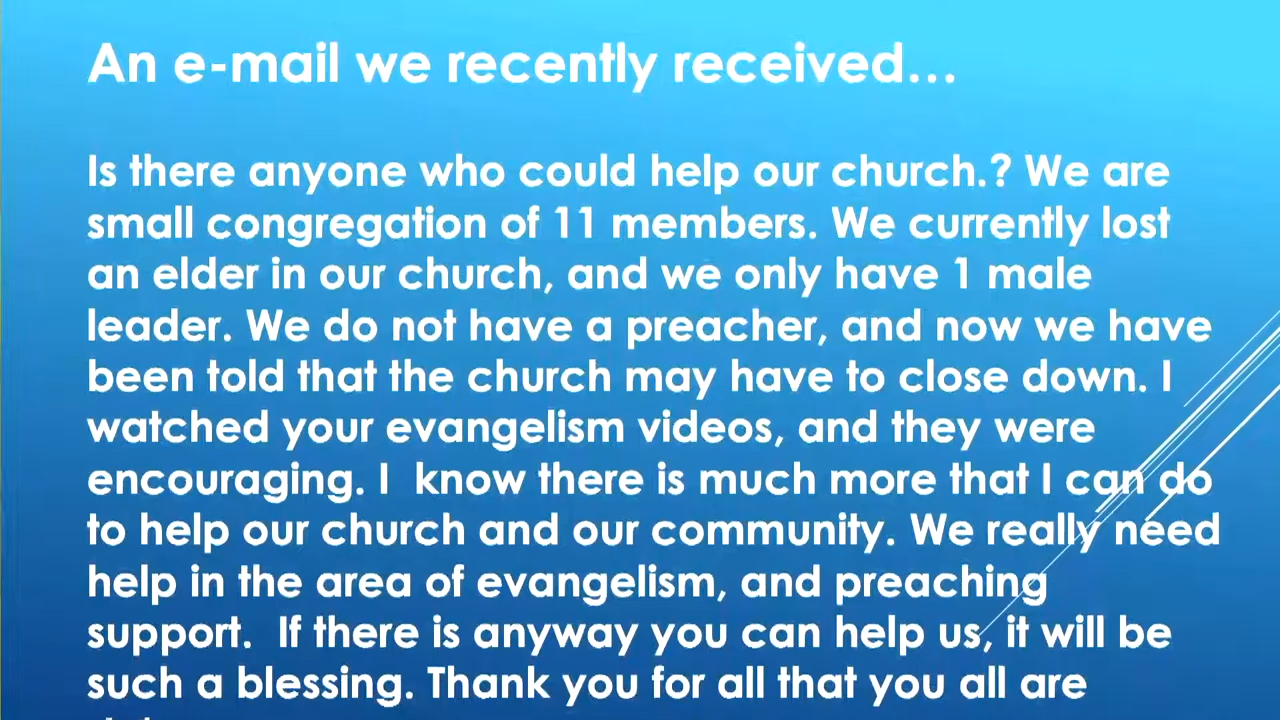 An e-mail we recently received...
Is there anyone who could help our church.? We are
small congregation of 11 members. We currently lost
an elder in our church, and we only have 1 male
leader. We do not have a preacher, and now we have
been told that the church may have to close down. I
watched your evangelism videos, and they were
encouraging. I  know there is much more that I can do
to help our church and our community. We really need
help in the area of evangelism, and preaching
support.  If there is anyway you can help us, it will be
such a blessing. Thank you for all that you all are